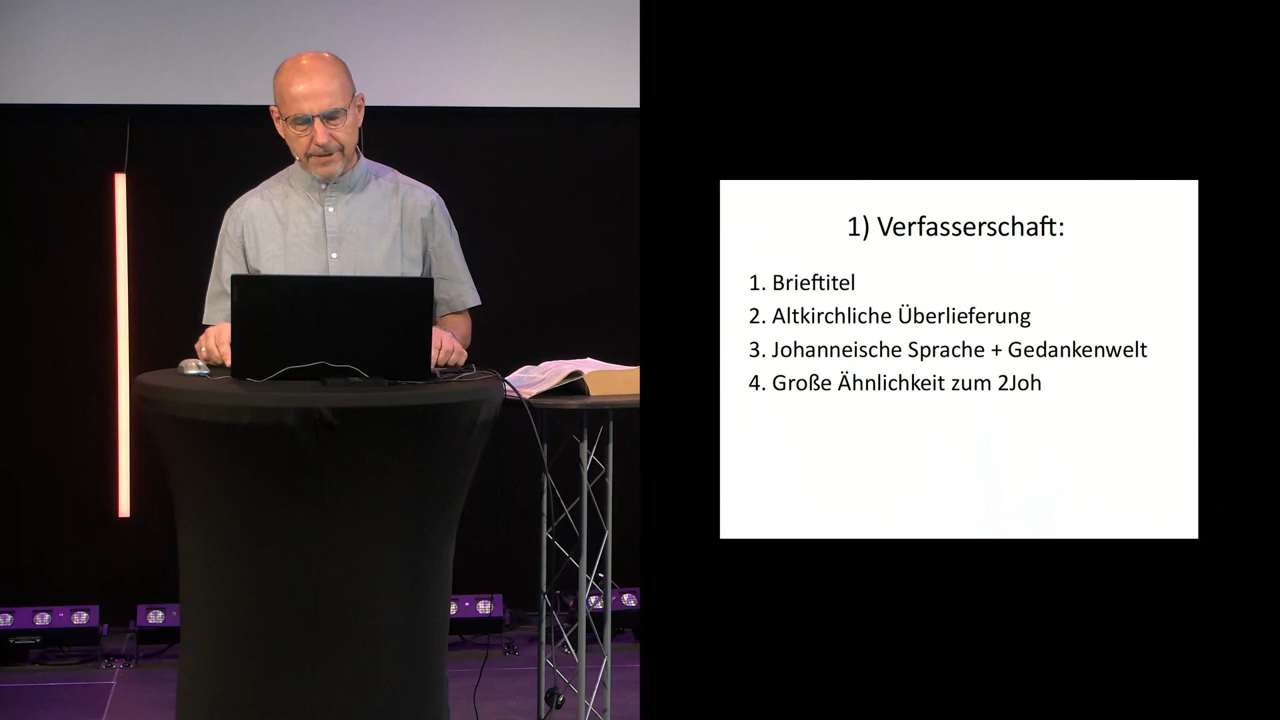 1) Verfasserschaft:
1. Brieftitel
2. Altkirchliche Überlieferung
3. Johanneische Sprache + Gedankenwelt
4. Große Ähnlichkeit zum 2Joh